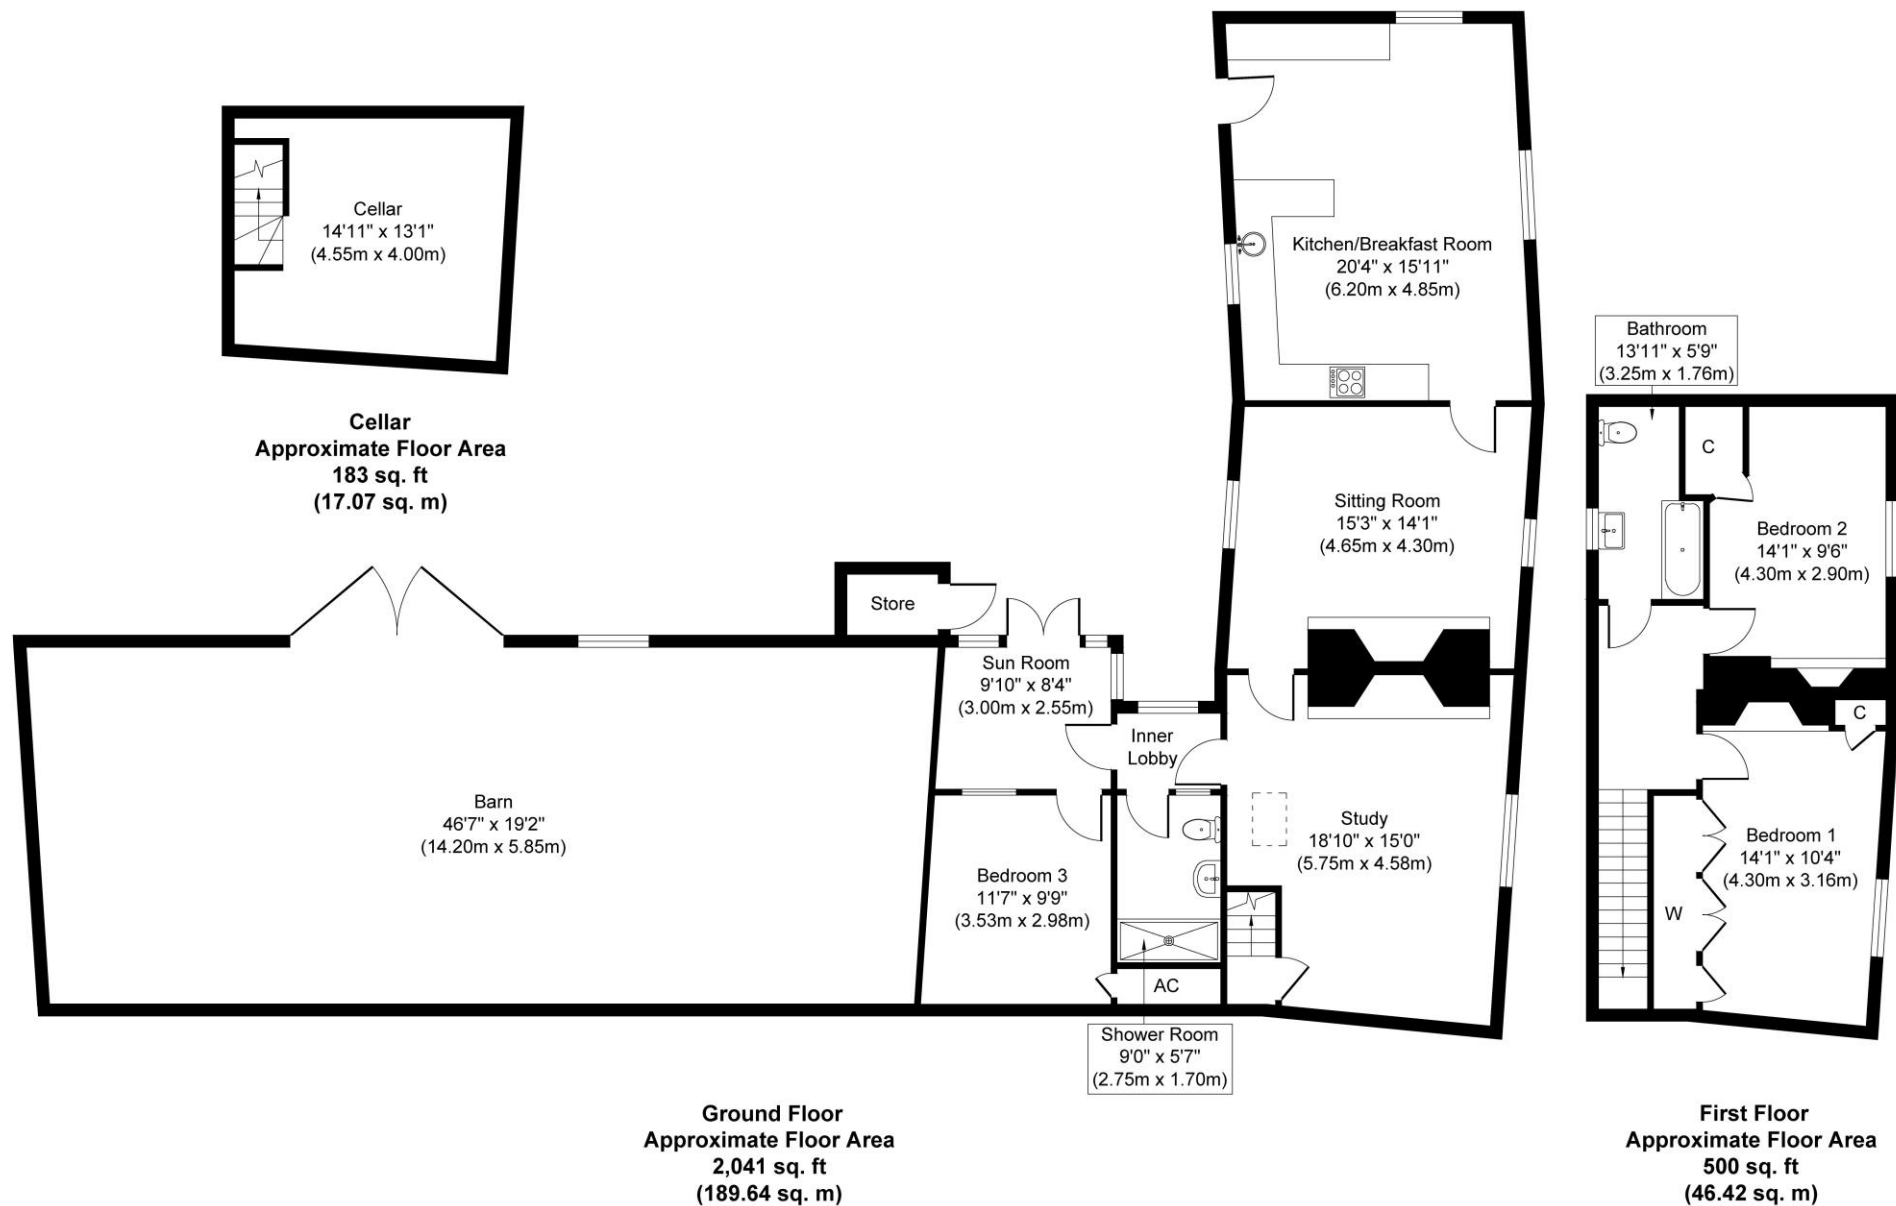 Cellar
14'11" x 13'1"
(4.55m x 4.00m)
Cellar
Approximate Floor Area
183 sq. ft
(17.07 sq. m)
Kitchen/Breakfast Room
20'4" x 15'11"
(6.20m x 4.85m)
Sitting Room
15'3" x 14'1"
(4.65m x 4.30m)
Store
Sun Room
9'10" x 8'4"
(3.00m x 2.55m)
Inner
Lobby
Barn
46'7" x 19'2"
(14.20m x 5.85m)
Study
18'10" x 15'0"
(5.75m x 4.58m)
Bedroom 3
11'7" x 9'9"
(3.53m x 2.98m)
AC
Shower Room
9'0" x 5'7"
(2.75m x 1.70m)
Ground Floor
Approximate Floor Area
2,041 sq. ft
(189.64 sq. m)
Bathroom
13'11" x 5'9"
(3.25m x 1.76m)
C
Bedroom 2
14'1" x 9'6"
(4.30m x 2.90m)
C
Bedroom 1
14'1" x 10'4"
(4.30m x 3.16m)
W
First Floor
Approximate Floor Area
500 sq. ft
(46.42 sq. m)